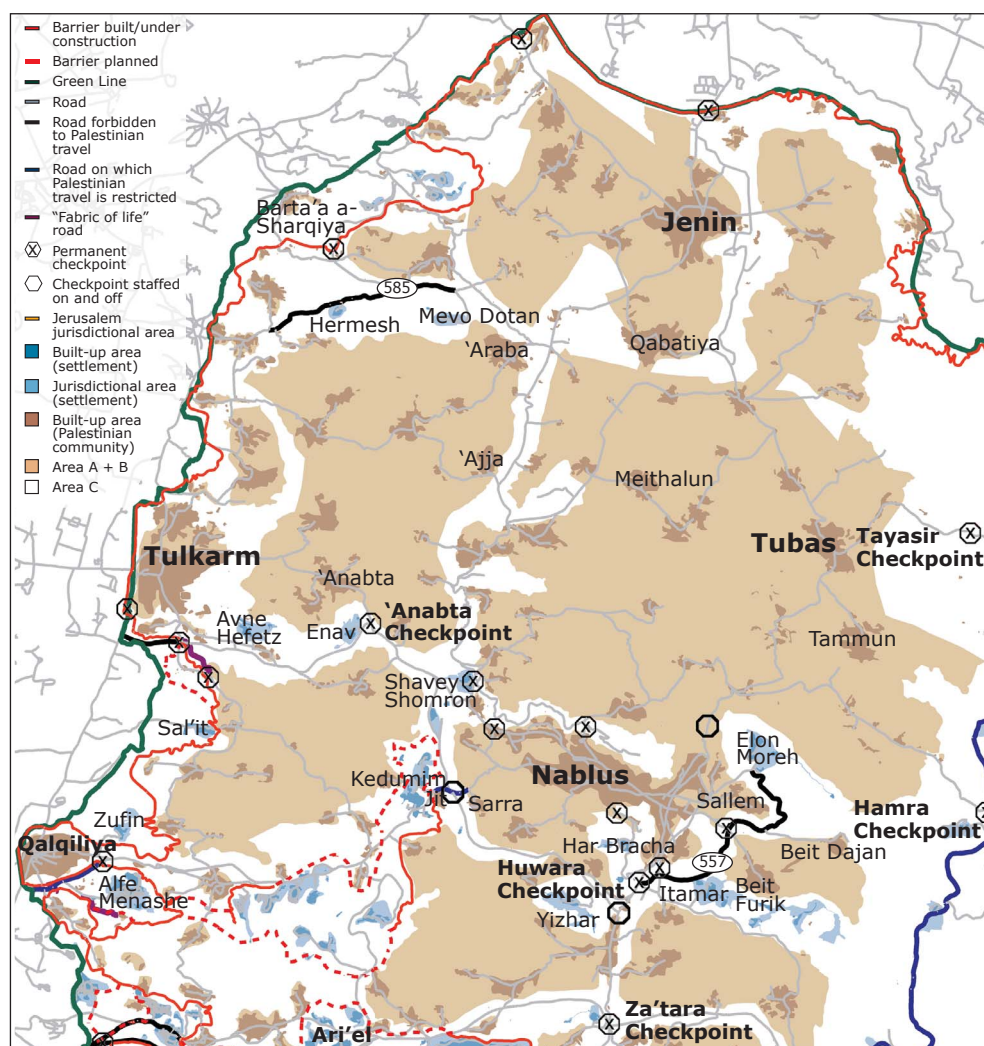 Barrier built/under
construction
Barrier planned
Green Line
Road
Road forbidden
to Palestinian
travel
Road on which
Palestinian
travel is restricted
“Fabric of life”
road
Permanent
checkpoint
Checkpoint staffed
on and off
Jerusalem
jurisdictional area
Built-up area
(settlement)
Jurisdictional area
(settlement)
Built-up area
(Palestinian
community)
Area A + B
Area C
Barta’a a-
Sharqiya
Jenin
585
Hermesh
Mevo Dotan
‘Araba
Qabatiya
‘Ajja
Meithalun
Tulkarm
Tubas
Tayasir
Checkpoint
‘Anabta
Avne
Hefetz
Enav
‘Anabta
Checkpoint
Tammun
Shavey
Shomron
Sal’it
Elon
Moreh
Nablus
Kedumim
Jit
Sarra
Sallem
Hamra
Checkpoint
Zufin
Qalqiliya
Har Bracha
Beit Dajan
557
Huwara
Checkpoint
Alfe
Menashe
Itamar
Beit
Furik
Yizhar
Za’tara
Checkpoint
Ari’el